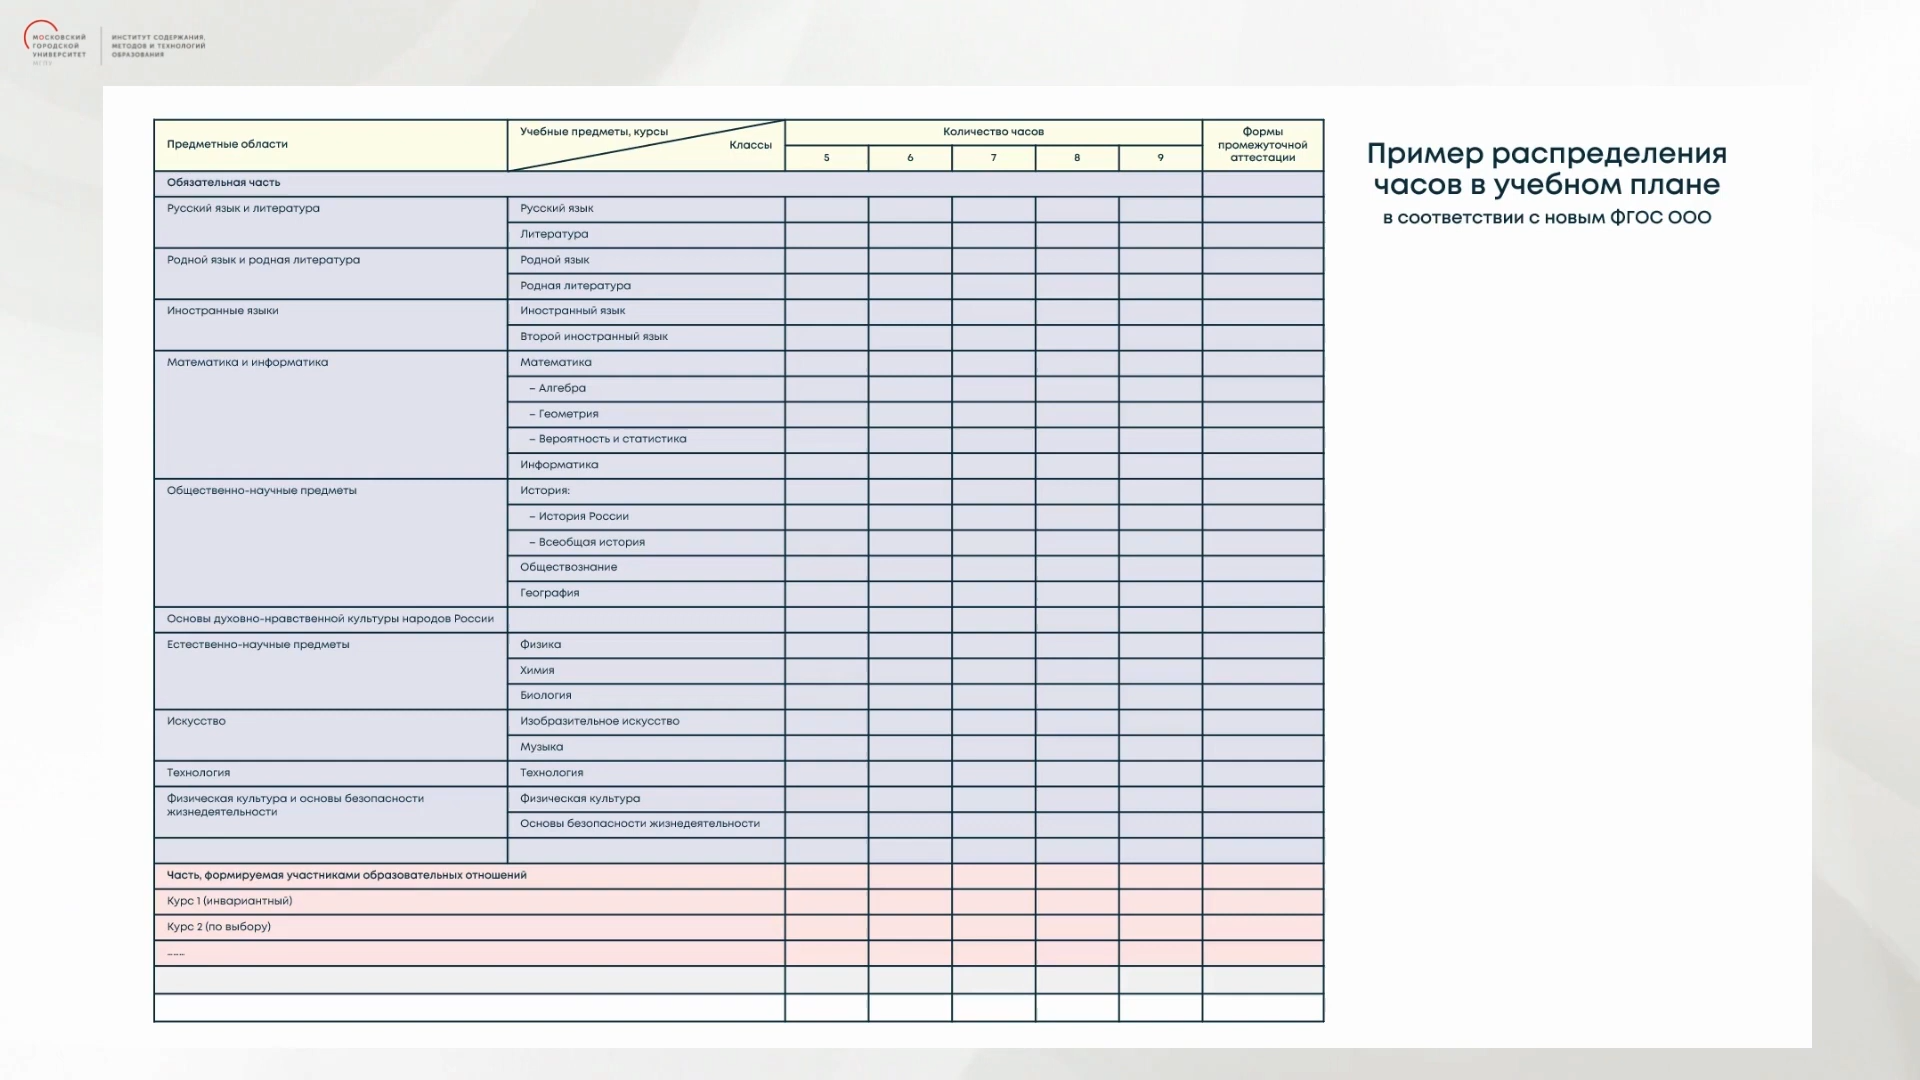 МОСКОВСКИЙ
ГОРОДСКОЙ
УНИВЕРСИТЕТ
МГПУ
ИНСТИТУТ СОДЕРЖАНИЯ,
МЕТОДОВ И ТЕХНОЛОГИЙ
ОБРАЗОВАНИЯ
Пример распределения
часов в учебном плане
в соответствии с новым ФГОС ООО
Предметные области
Учебные предметы, курсы
Классы
Количество часов
5 6 7 8 9
Формы
промежуточной
аттестации
Обязательная часть
Русский язык и литература
Русский язык
Литература
Родной язык и родная литература
Родной язык
Родная литература
Иностранные языки
Иностранный язык
Второй иностранный язык
Математика и информатика
Математика
– Алгебра
– Геометрия
– Вероятность и статистика
Информатика
Общественно-научные предметы
История:
– История России
– Всеобщая история
Обществознание
География
Основы духовно-нравственной культуры народов России
Естественно-научные предметы
Физика
Химия
Биология
Искусство
Изобразительное искусство
Музыка
Технология
Технология
Физическая культура и основы безопасности
жизнедеятельности
Физическая культура
Основы безопасности жизнедеятельности
Часть, формируемая участниками образовательных отношений
Курс 1 (инвариантный)
Курс 2 (по выбору)
……